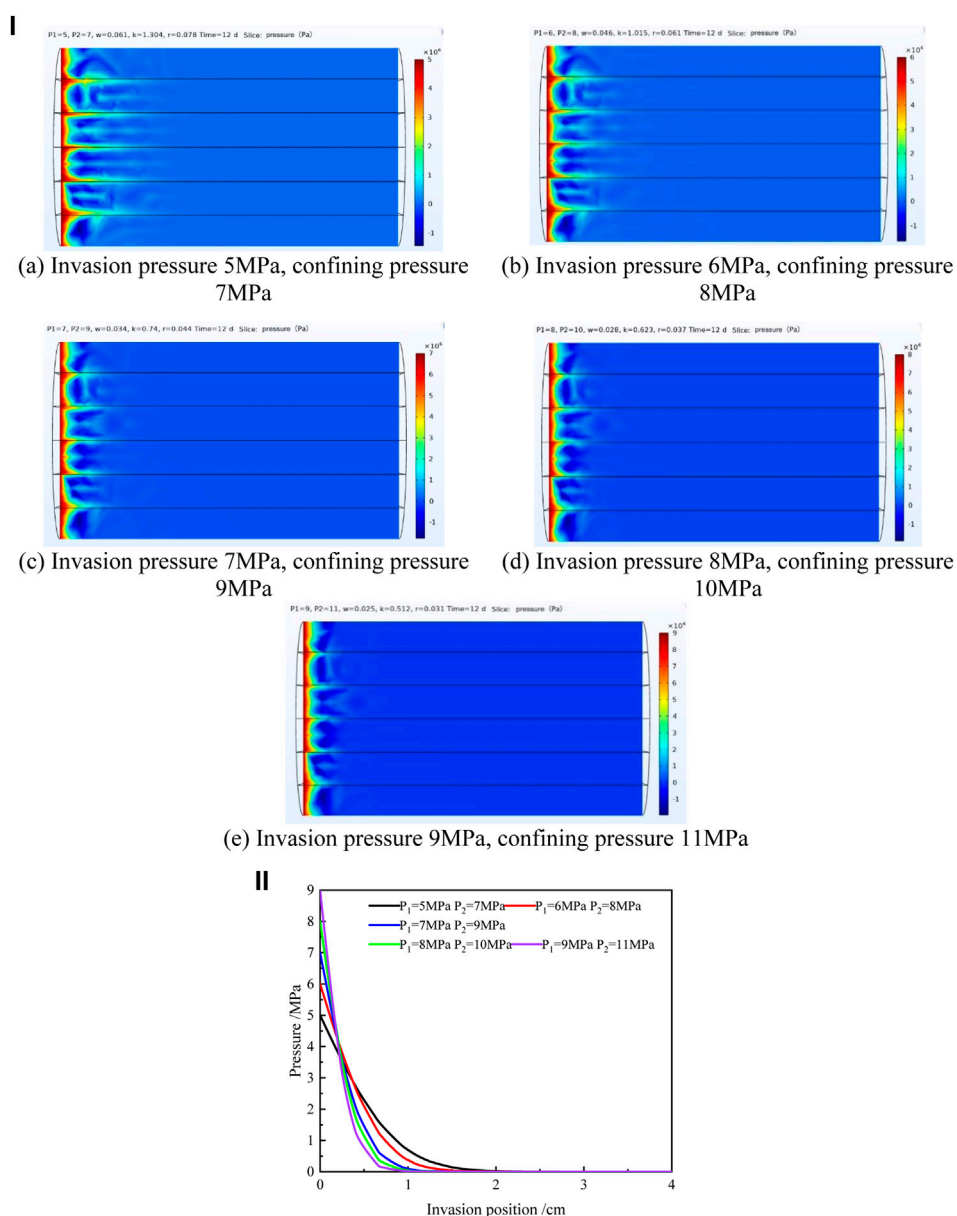 I
P1=5, P2=7, w=0.061, k=1.304, r=0.078 Time=12 d Slice: pressure (Pa)
×10⁶
5
4
3
2
1
0
-1
(a) Invasion pressure 5MPa, confining pressure
7MPa
P1=6, P2=8, w=0.046, k=1.015, r=0.061 Time=12 d Slice: pressure (Pa)
×10⁶
6
5
4
3
2
1
0
-1
(b) Invasion pressure 6MPa, confining pressure
8MPa
P1=7, P2=9, w=0.034, k=0.74, r=0.044 Time=12 d Slice: pressure (Pa)
×10⁶
7
6
5
4
3
2
1
0
-1
(c) Invasion pressure 7MPa, confining pressure
9MPa
P1=8, P2=10, w=0.028, k=0.623, r=0.037 Time=12 d Slice: pressure (Pa)
×10⁶
8
7
6
5
4
3
2
1
0
-1
(d) Invasion pressure 8MPa, confining pressure
10MPa
P1=9, P2=11, w=0.025, k=0.512, r=0.031 Time=12 d Slice: pressure (Pa)
×10⁶
9
8
7
6
5
4
3
2
1
0
-1
(e) Invasion pressure 9MPa, confining pressure 11MPa
II
P₁=5MPa P₂=7MPa P₁=6MPa P₂=8MPa
P₁=7MPa P₂=9MPa
P₁=8MPa P₂=10MPa P₁=9MPa P₂=11MPa
Pressure /MPa
9
8
7
6
5
4
3
2
1
0
0 1 2 3 4
Invasion position /cm